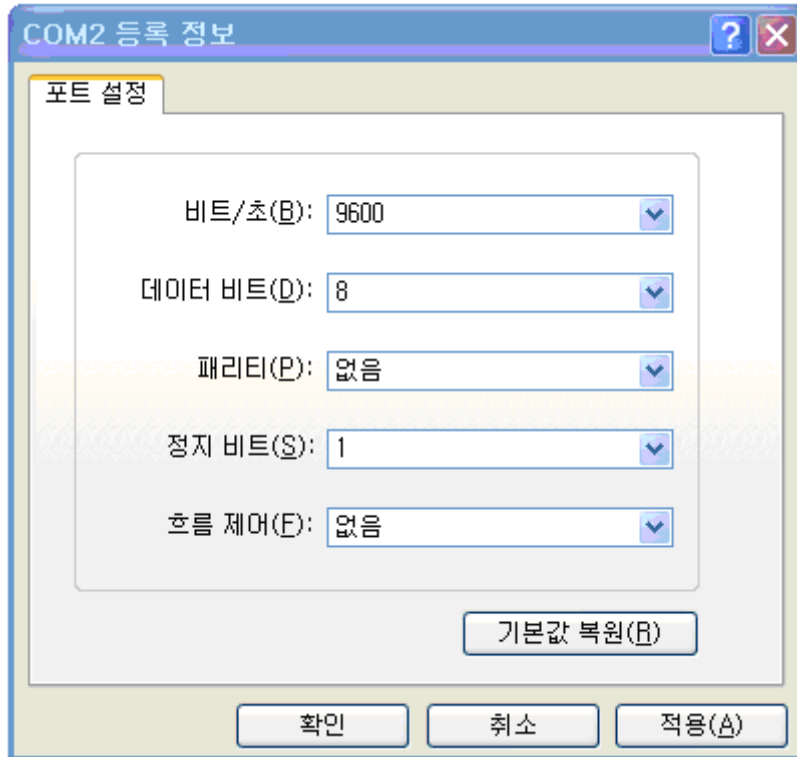 COM2 등록 정보
포트 설정
비트/초(B): 9600
데이터 비트(D): 8
패리티(P): 없음
정지 비트(S): 1
흐름 제어(F): 없음
기본값 복원(R)
확인 취소 적용(A)